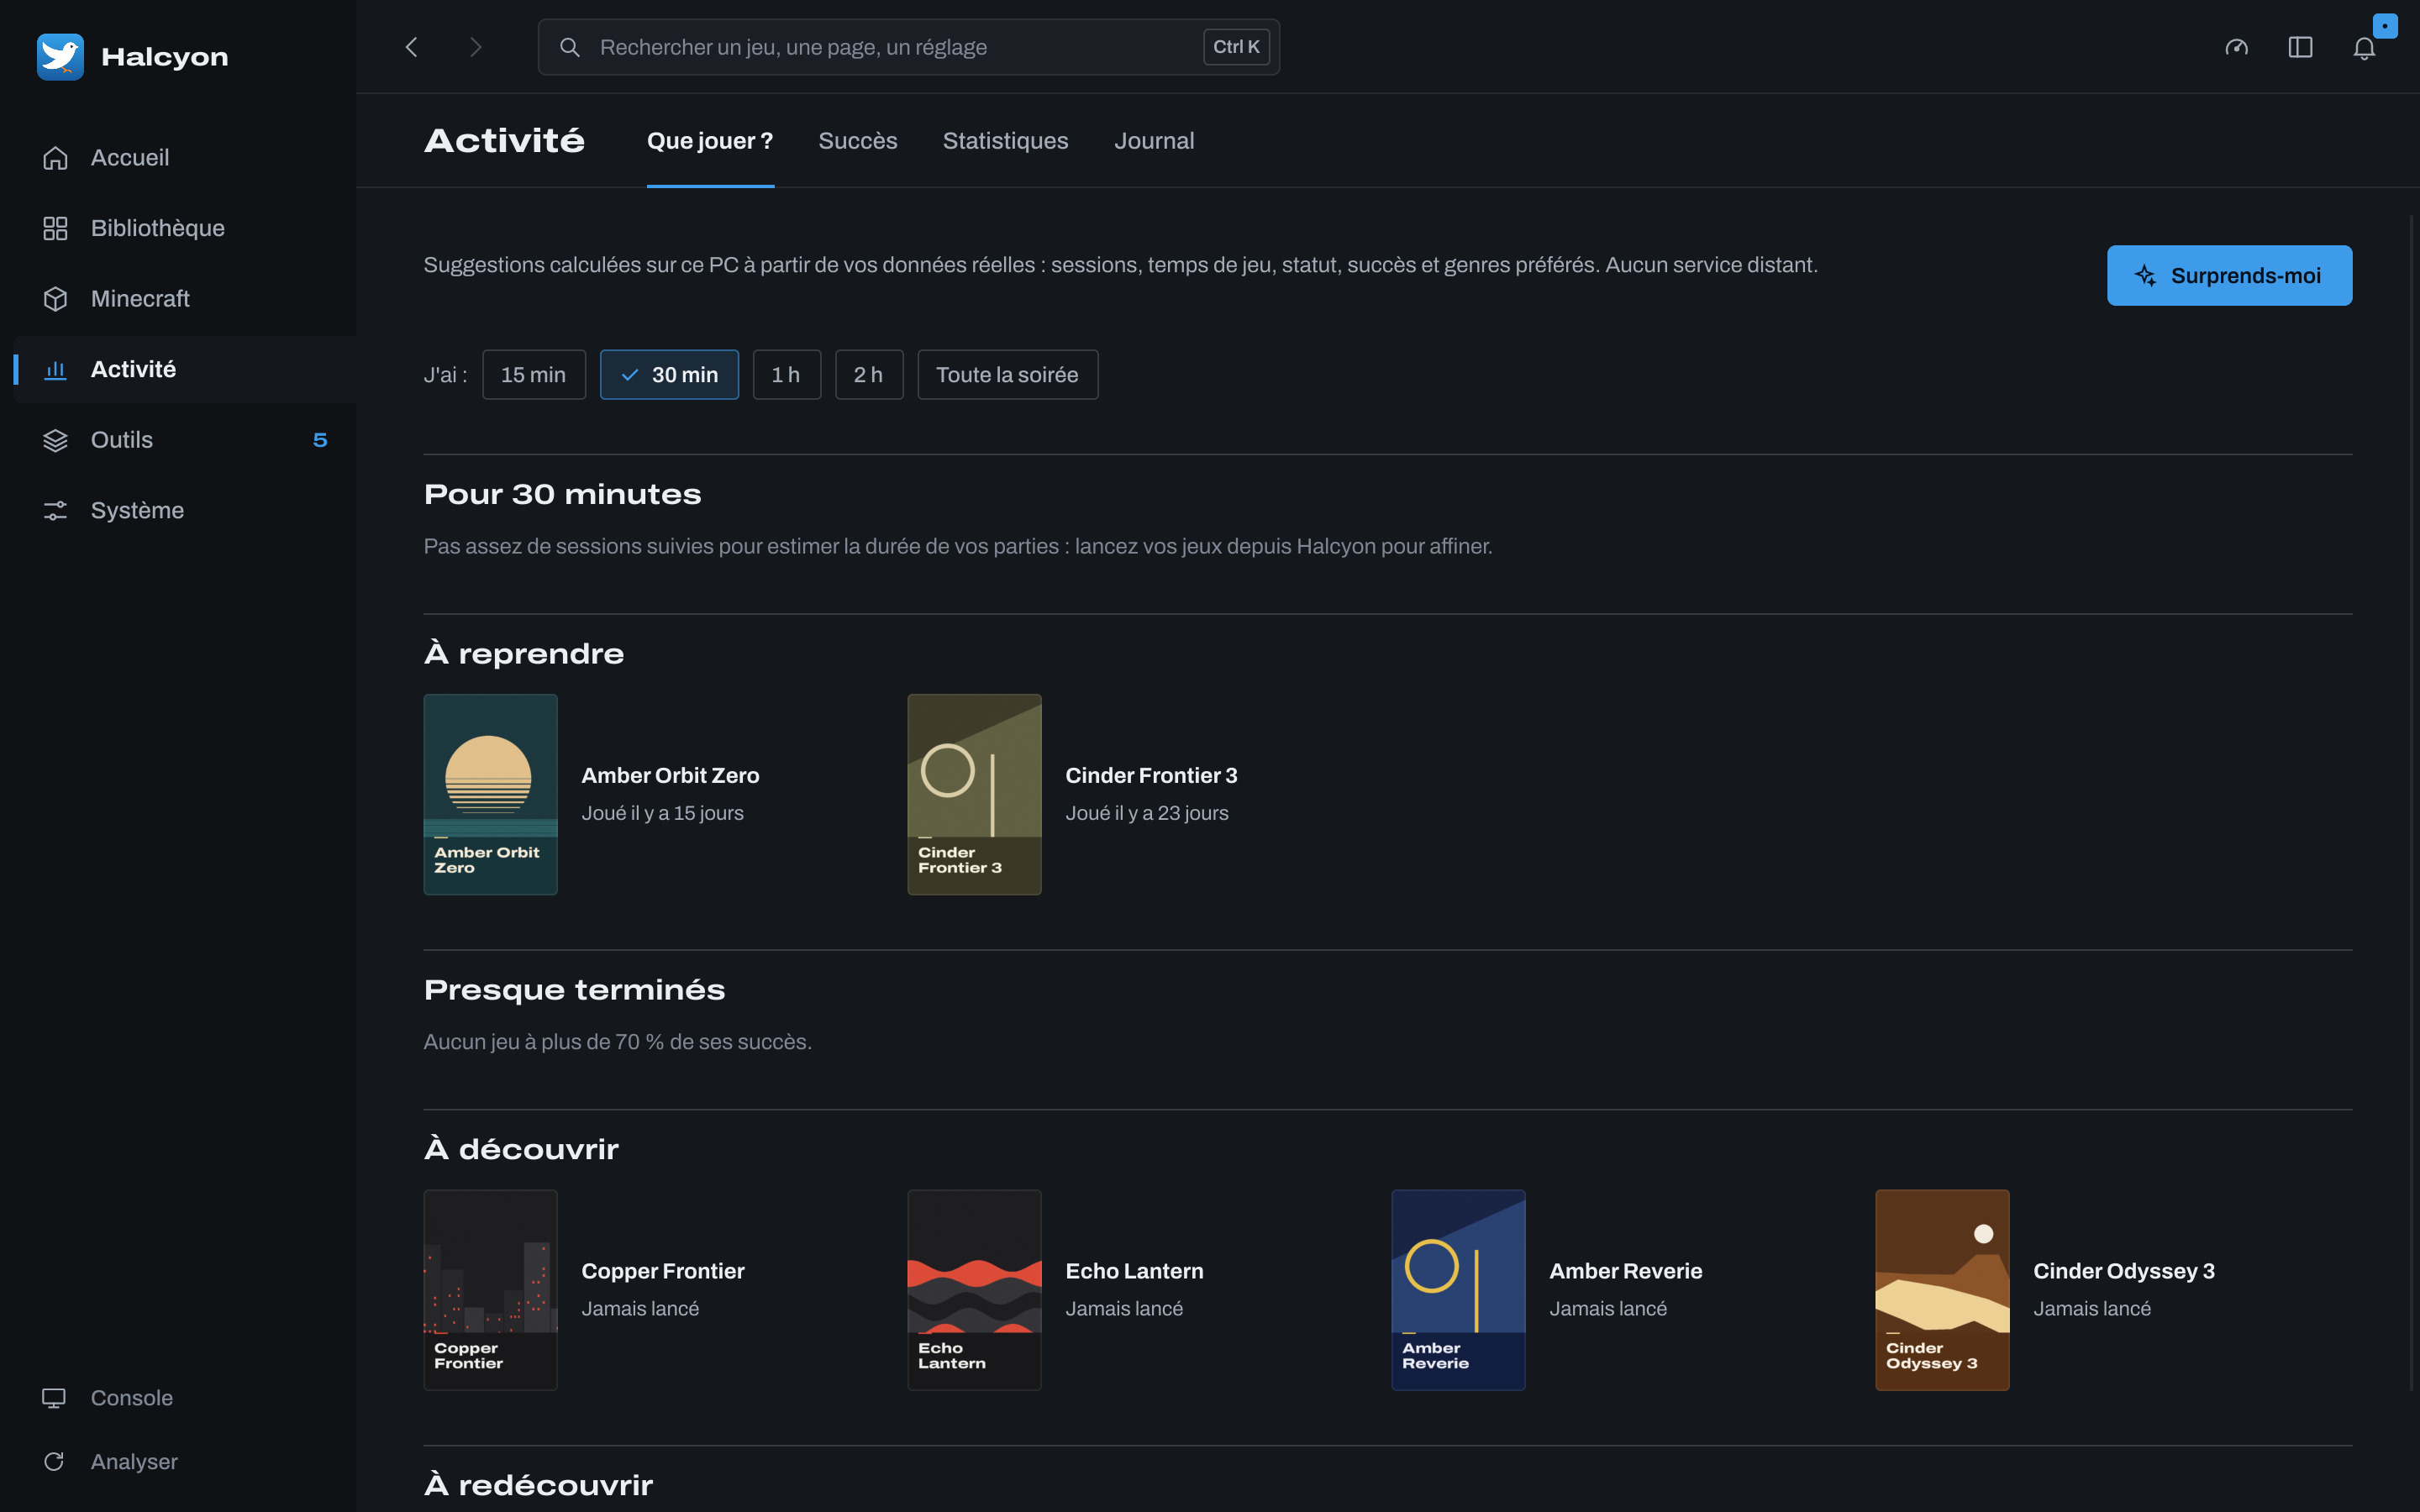 Halcyon
Rechercher un jeu, une page, un réglage
Ctrl K
Accueil
Bibliothèque
Minecraft
Activité
Outils
5
Système
Console
Analyser
Activité
Que jouer ?
Succès
Statistiques
Journal
Suggestions calculées sur ce PC à partir de vos données réelles : sessions, temps de jeu, statut, succès et genres préférés. Aucun service distant.
Surprends-moi
J'ai :
15 min
30 min
1 h
2 h
Toute la soirée
Pour 30 minutes
Pas assez de sessions suivies pour estimer la durée de vos parties : lancez vos jeux depuis Halcyon pour affiner.
À reprendre
Amber Orbit
Zero
Amber Orbit Zero
Joué il y a 15 jours
Cinder
Frontier 3
Cinder Frontier 3
Joué il y a 23 jours
Presque terminés
Aucun jeu à plus de 70 % de ses succès.
À découvrir
Copper
Frontier
Copper Frontier
Jamais lancé
Echo
Lantern
Echo Lantern
Jamais lancé
Amber
Reverie
Amber Reverie
Jamais lancé
Cinder
Odyssey 3
Cinder Odyssey 3
Jamais lancé
À redécouvrir